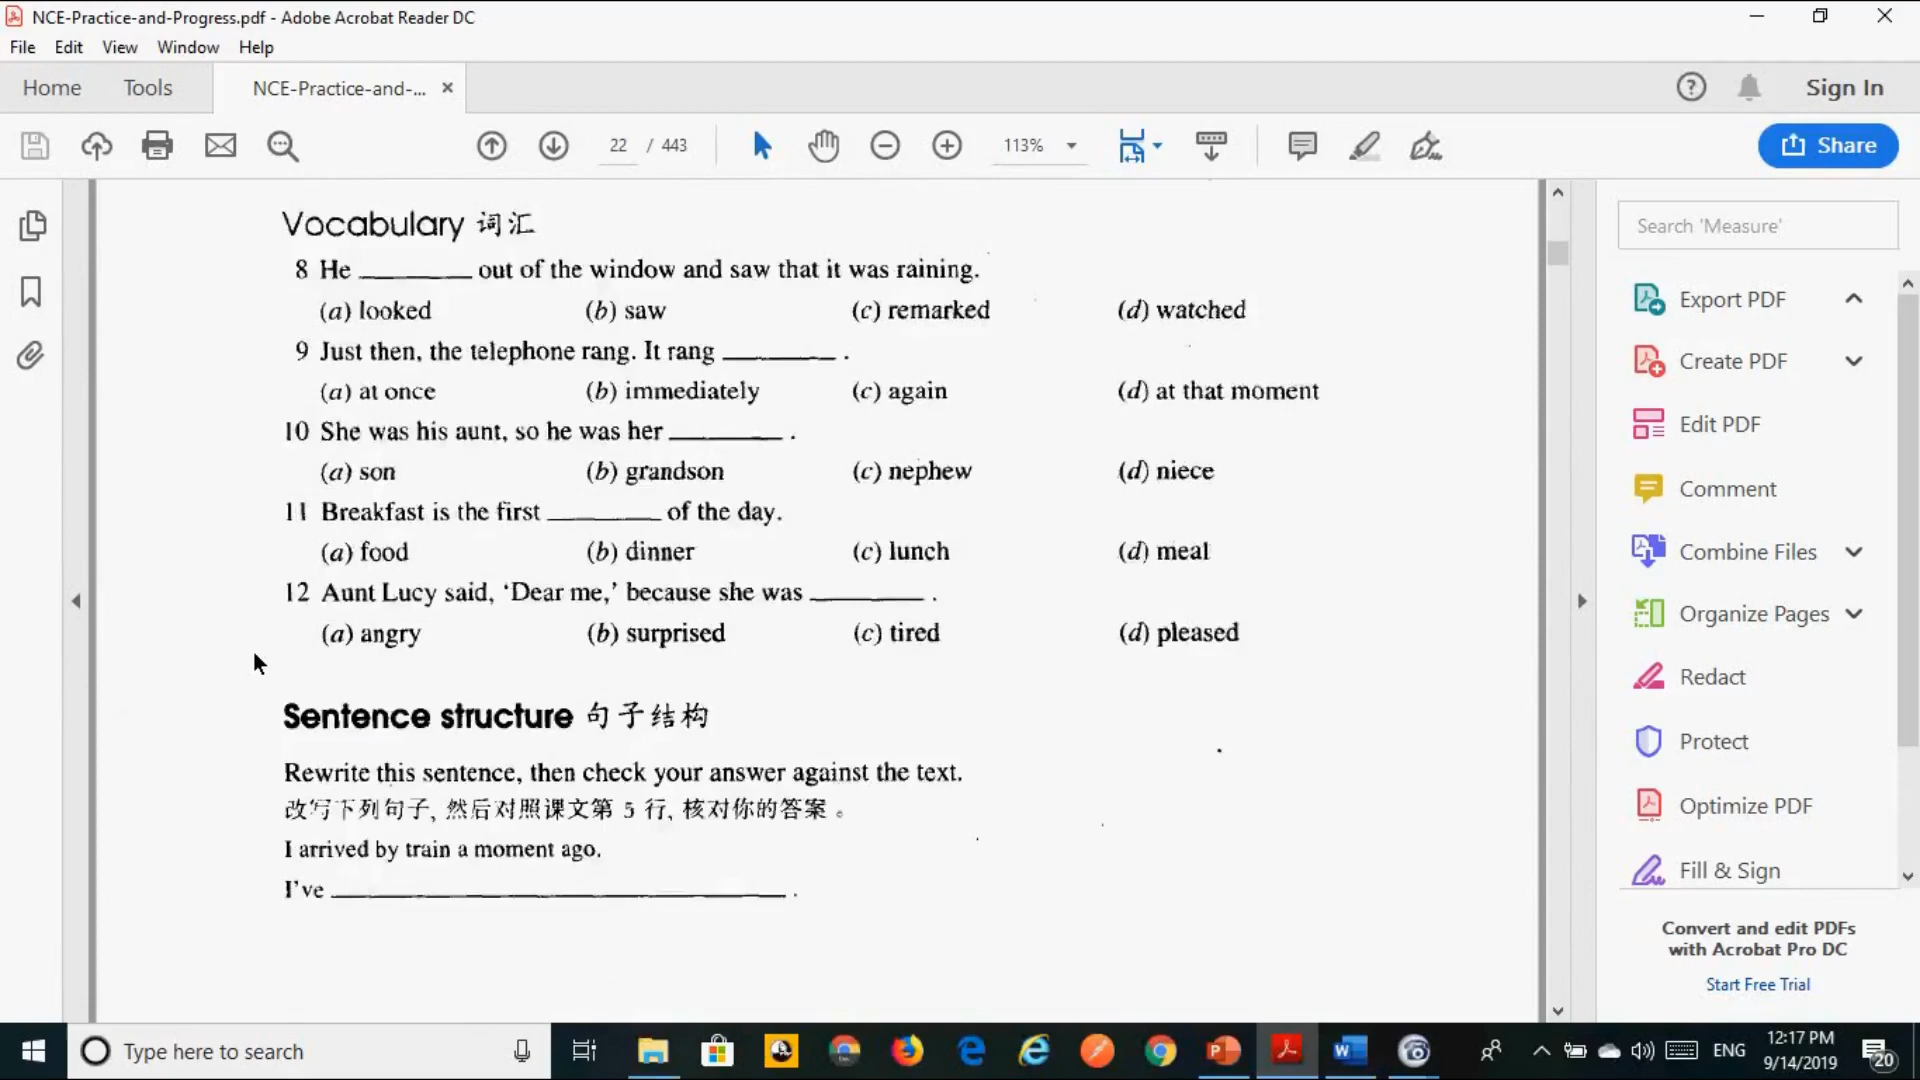 NCE-Practice-and-Progress.pdf - Adobe Acrobat Reader DC
File Edit View Window Help
Home Tools NCE-Practice-and-... × Sign In
22 / 443 113% Share
Vocabulary 词汇
8 He ________ out of the window and saw that it was raining.
(a) looked (b) saw (c) remarked (d) watched
9 Just then, the telephone rang. It rang ________ .
(a) at once (b) immediately (c) again (d) at that moment
10 She was his aunt, so he was her ________ .
(a) son (b) grandson (c) nephew (d) niece
11 Breakfast is the first ________ of the day.
(a) food (b) dinner (c) lunch (d) meal
12 Aunt Lucy said, ‘Dear me,’ because she was ________ .
(a) angry (b) surprised (c) tired (d) pleased
Sentence structure 句子结构
Rewrite this sentence, then check your answer against the text.
改写下列句子, 然后对照课文第 5 行, 核对你的答案。
I arrived by train a moment ago.
I’ve ________________________________ .
Search 'Measure'
Export PDF
Create PDF
Edit PDF
Comment
Combine Files
Organize Pages
Redact
Protect
Optimize PDF
Fill & Sign
Convert and edit PDFs
with Acrobat Pro DC
Start Free Trial
Type here to search
ENG
12:17 PM
9/14/2019
20